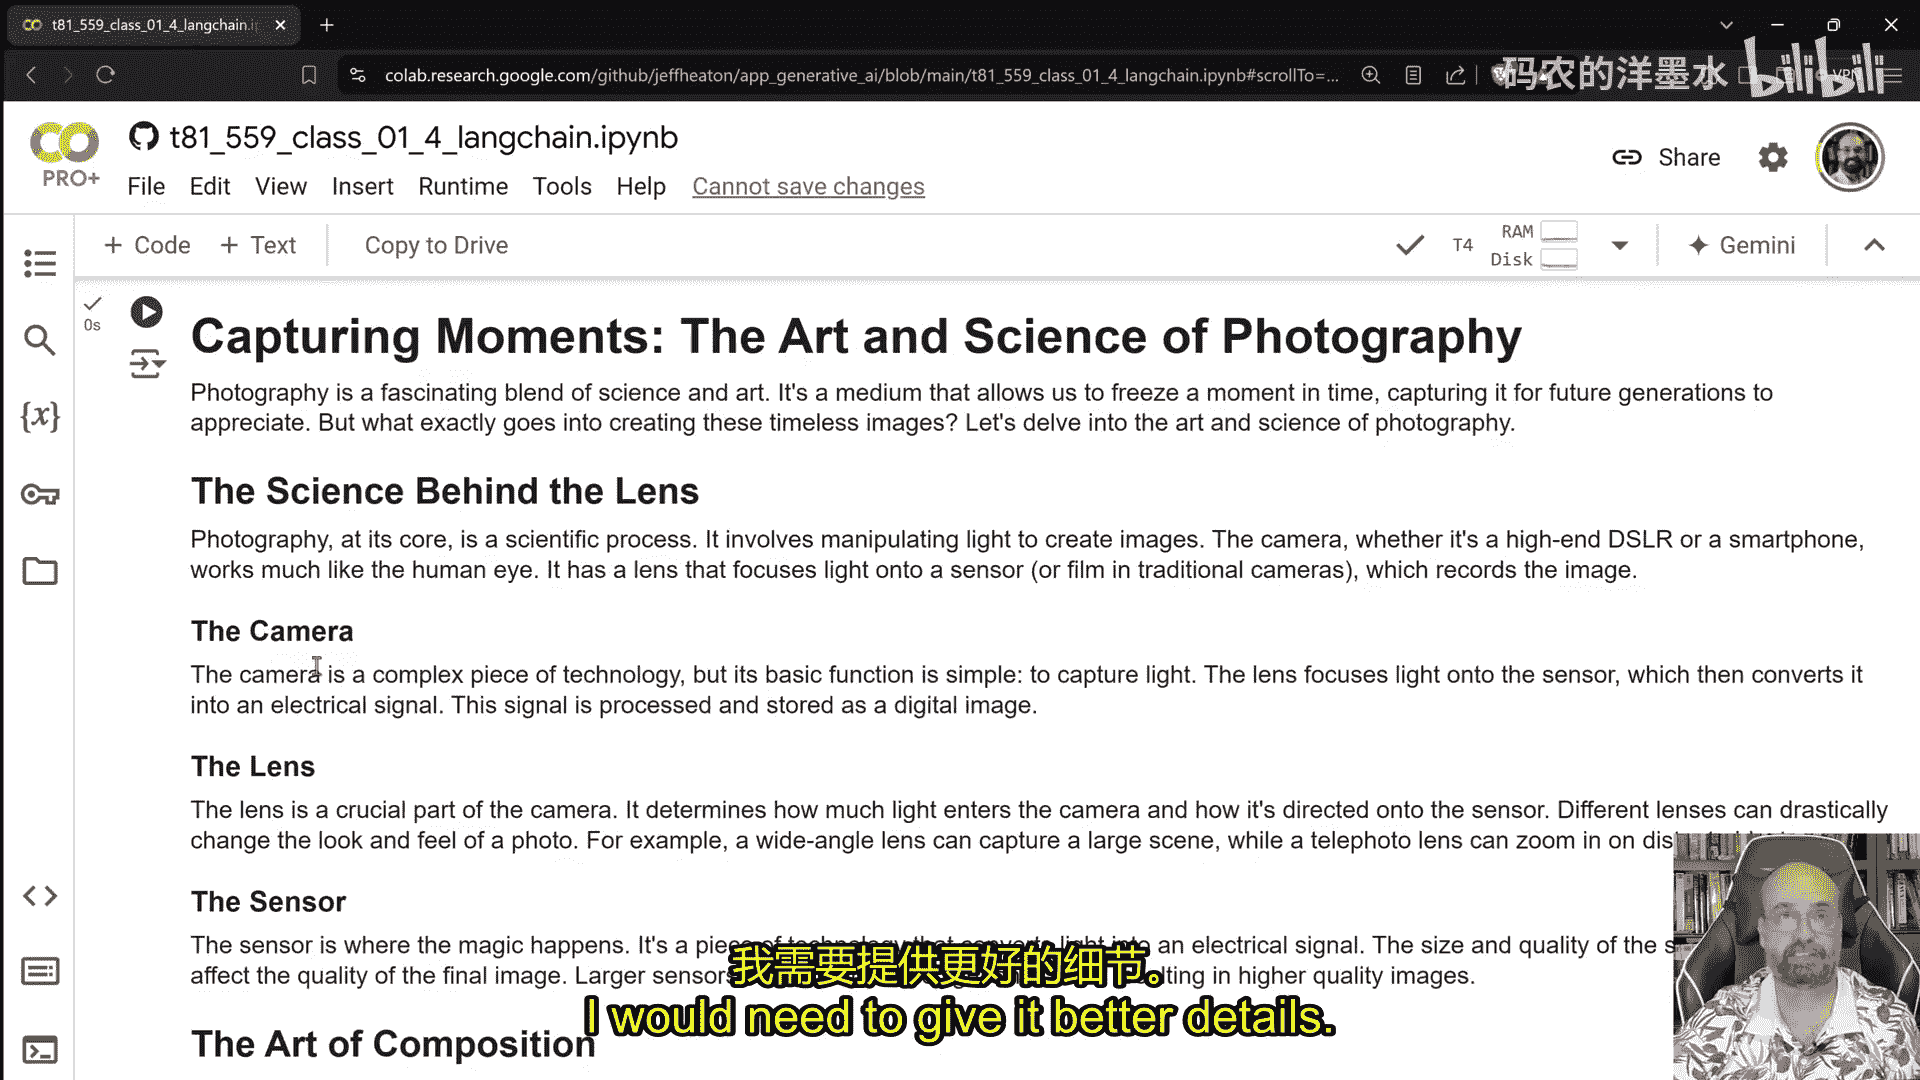 t81_559_class_01_4_langchain.i
colab.research.google.com/github/jeffheaton/app_generative_ai/blob/main/t81_559_class_01_4_langchain.ipynb#scrollTo=...
码农的洋墨水 bilibili
VPN
CO
PRO+
t81_559_class_01_4_langchain.ipynb
Share
File Edit View Insert Runtime Tools Help Cannot save changes
+ Code + Text Copy to Drive
T4 RAM
Disk
Gemini
0s
{x}
Capturing Moments: The Art and Science of Photography
Photography is a fascinating blend of science and art. It's a medium that allows us to freeze a moment in time, capturing it for future generations to
appreciate. But what exactly goes into creating these timeless images? Let's delve into the art and science of photography.
The Science Behind the Lens
Photography, at its core, is a scientific process. It involves manipulating light to create images. The camera, whether it's a high-end DSLR or a smartphone,
works much like the human eye. It has a lens that focuses light onto a sensor (or film in traditional cameras), which records the image.
The Camera
The camera is a complex piece of technology, but its basic function is simple: to capture light. The lens focuses light onto the sensor, which then converts it
into an electrical signal. This signal is processed and stored as a digital image.
The Lens
The lens is a crucial part of the camera. It determines how much light enters the camera and how it's directed onto the sensor. Different lenses can drastically
change the look and feel of a photo. For example, a wide-angle lens can capture a large scene, while a telephoto lens can zoom in on
The Sensor
The sensor is where the magic happens. It's a piece of technology that converts light into an electrical signal. The size and quality of the
affect the quality of the final image. Larger sensors in higher quality images.
我需要提供更好的细节。
I would need to give it better details.
The Art of Composition